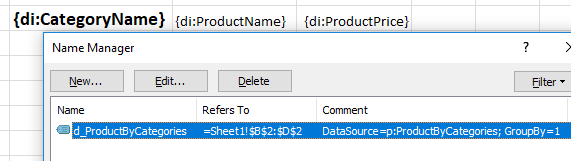 {di:CategoryName} {di:ProductName} {di:ProductPrice}
Name Manager ? ×
New... Edit... Delete Filter
Name Refers To Comment
d_ProductByCategories =Sheet1!$B$2:$D$2 DataSource=p:ProductByCategories; GroupBy=1